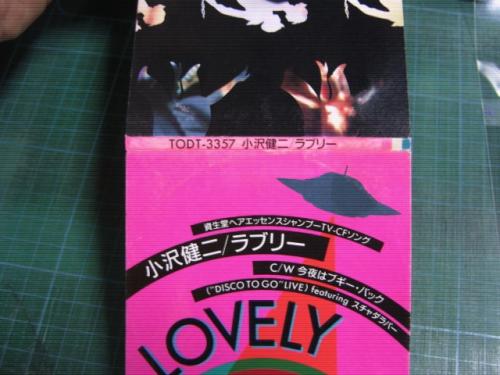 TODT-3357 小沢健二/ラブリー
資生堂ヘアエッセンスシャンプーTV-CFソング
小沢健二/ラブリー
C/W 今夜はブギー・バック
("DISCO TO GO"LIVE) featuring スチャダラパー
LOVELY